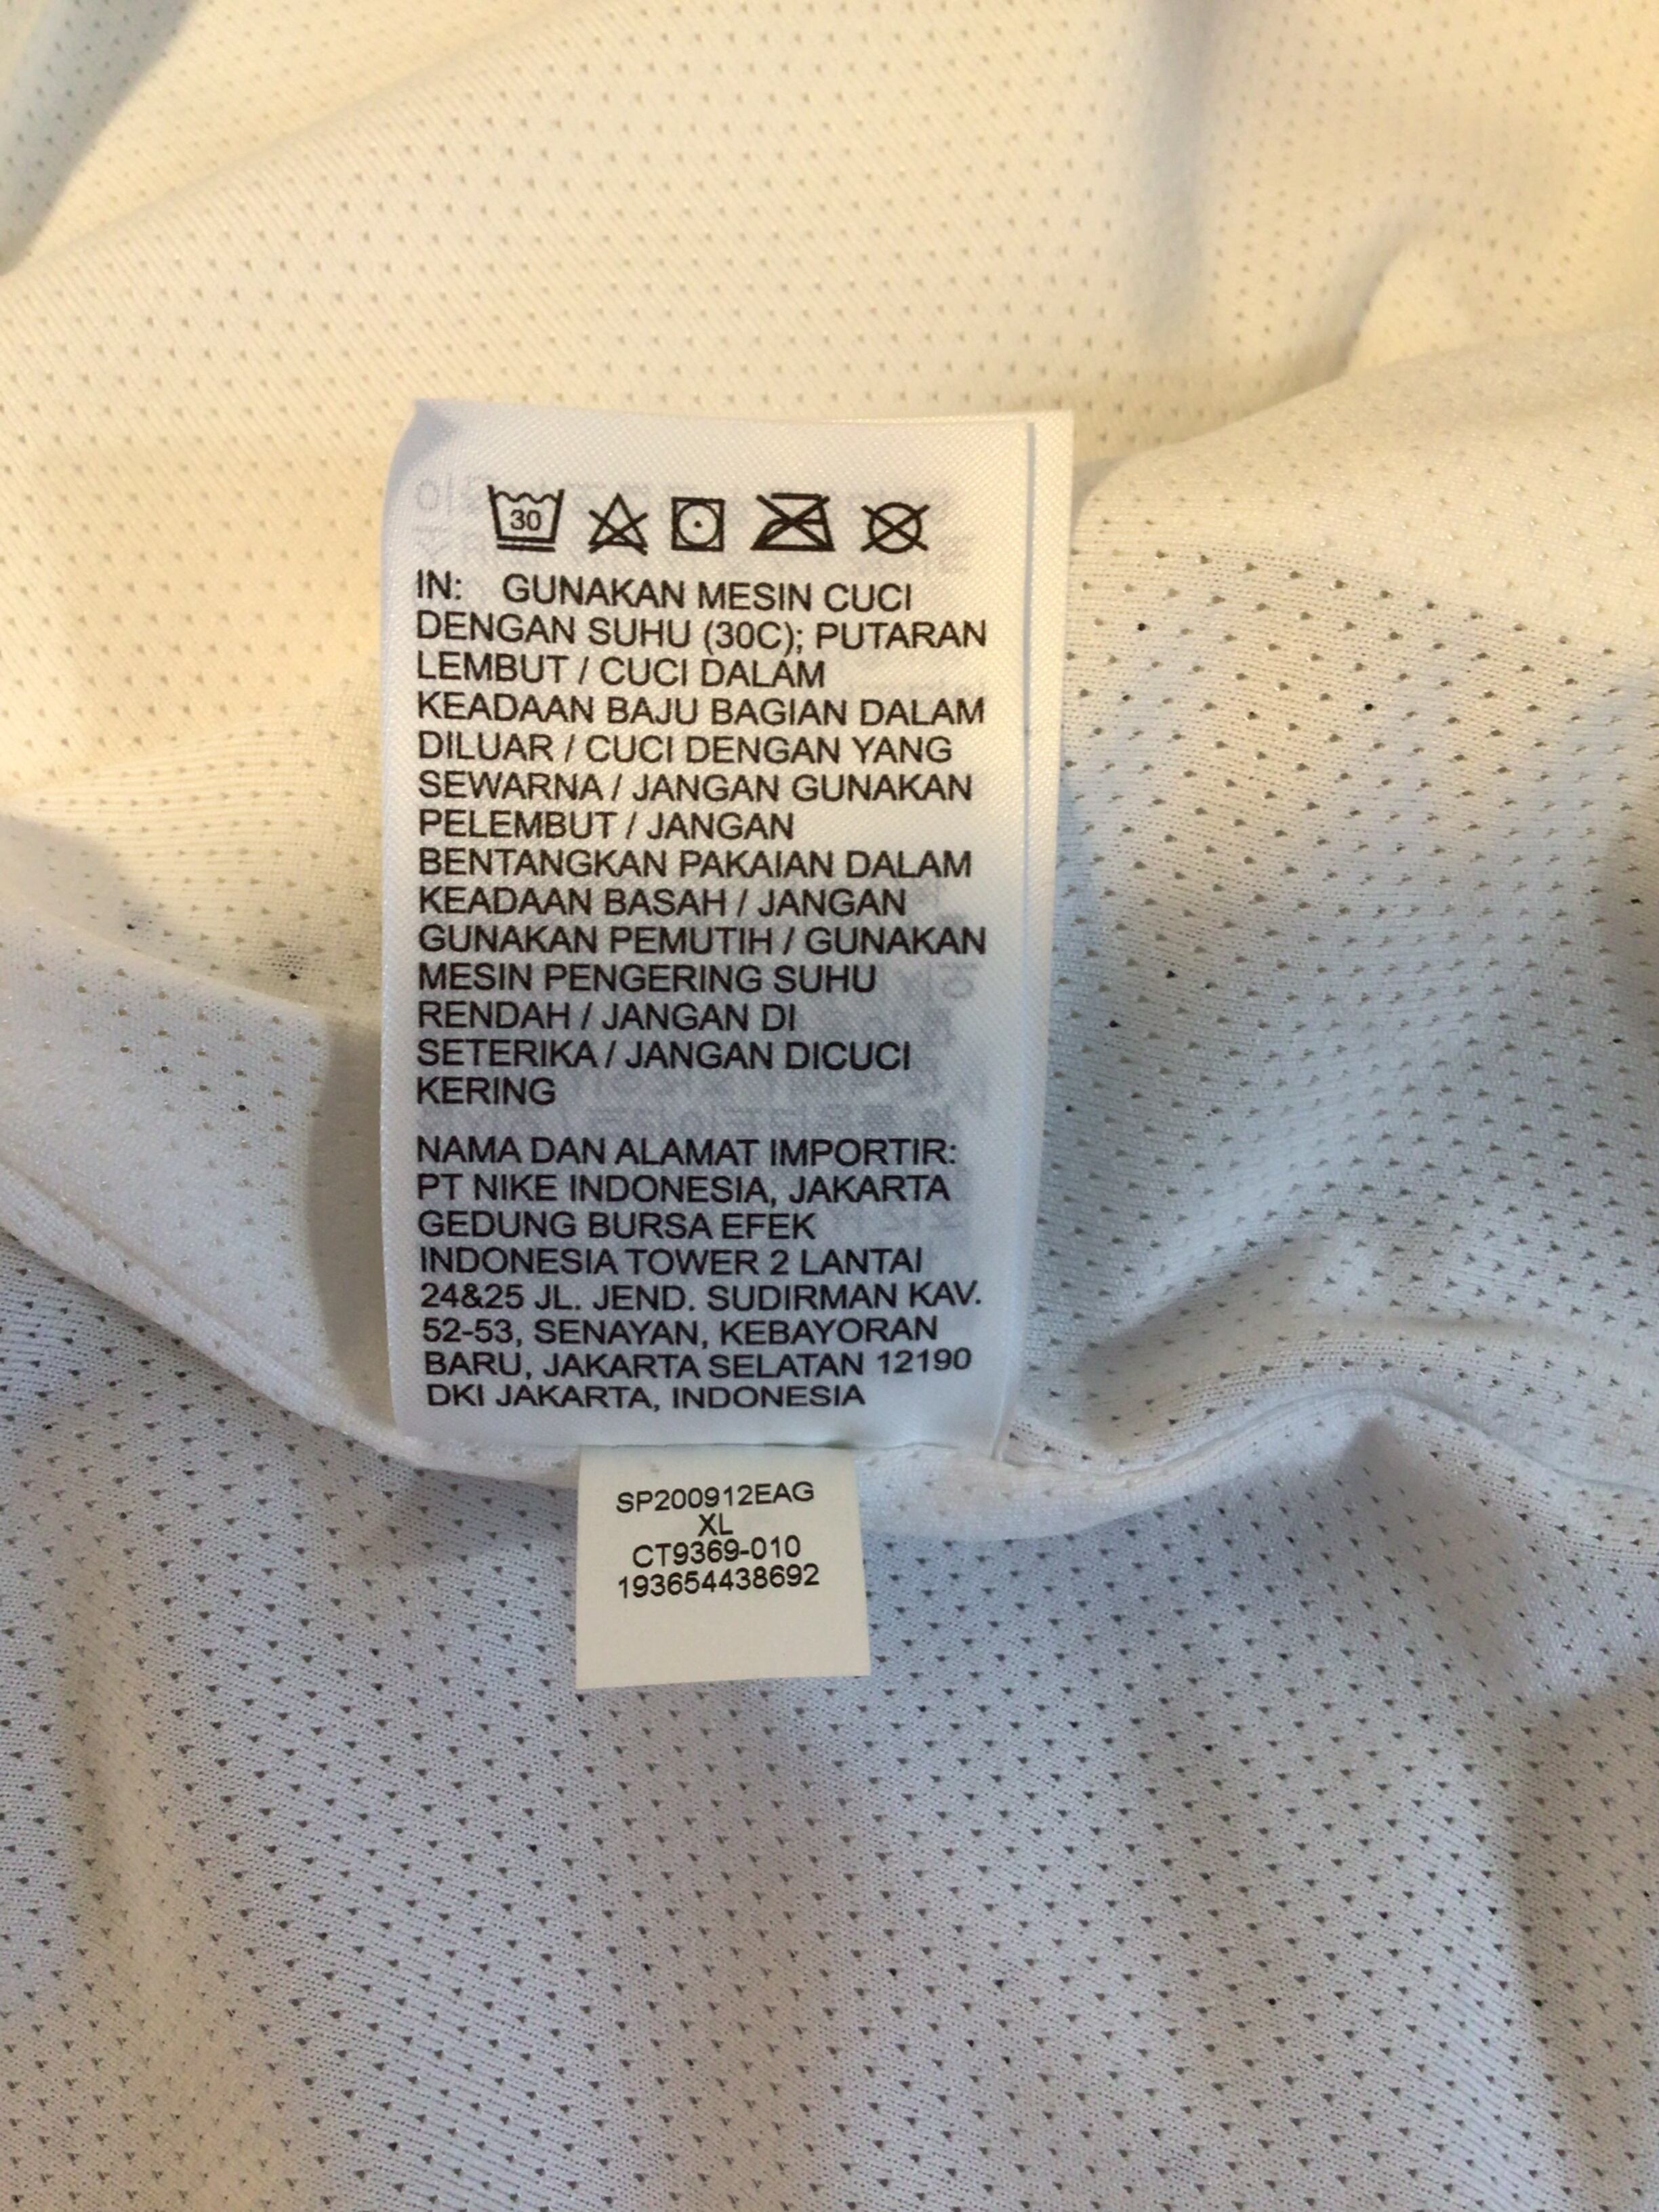 30
IN: GUNAKAN MESIN CUCI
DENGAN SUHU (30C); PUTARAN
LEMBUT / CUCI DALAM
KEADAAN BAJU BAGIAN DALAM
DILUAR / CUCI DENGAN YANG
SEWARNA / JANGAN GUNAKAN
PELEMBUT / JANGAN
BENTANGKAN PAKAIAN DALAM
KEADAAN BASAH / JANGAN
GUNAKAN PEMUTIH / GUNAKAN
MESIN PENGERING SUHU
RENDAH / JANGAN DI
SETERIKA / JANGAN DICUCI
KERING
NAMA DAN ALAMAT IMPORTIR:
PT NIKE INDONESIA, JAKARTA
GEDUNG BURSA EFEK
INDONESIA TOWER 2 LANTAI
24&25 JL. JEND. SUDIRMAN KAV.
52-53, SENAYAN, KEBAYORAN
BARU, JAKARTA SELATAN 12190
DKI JAKARTA, INDONESIA
SP200912EAG
XL
CT9369-010
193654438692